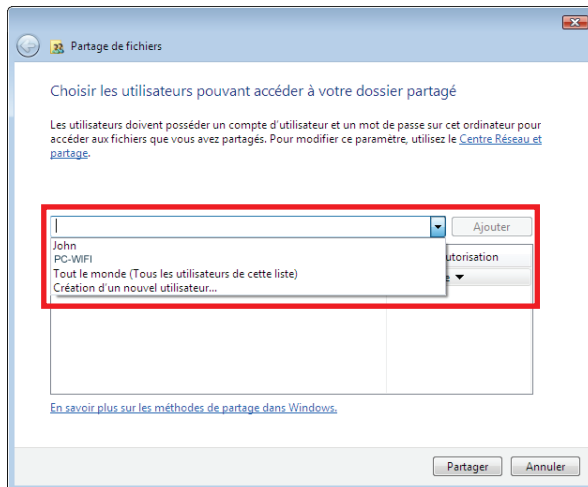 Partage de fichiers
Choisir les utilisateurs pouvant accéder à votre dossier partagé
Les utilisateurs doivent posséder un compte d'utilisateur et un mot de passe sur cet ordinateur pour
accéder aux fichiers que vous avez partagés. Pour modifier ce paramètre, utilisez le Centre Réseau et
partage.
Ajouter
John
PC-WIFI
utorisation
Tout le monde (Tous les utilisateurs de cette liste)
Création d'un nouvel utilisateur...
En savoir plus sur les méthodes de partage dans Windows.
Partager Annuler